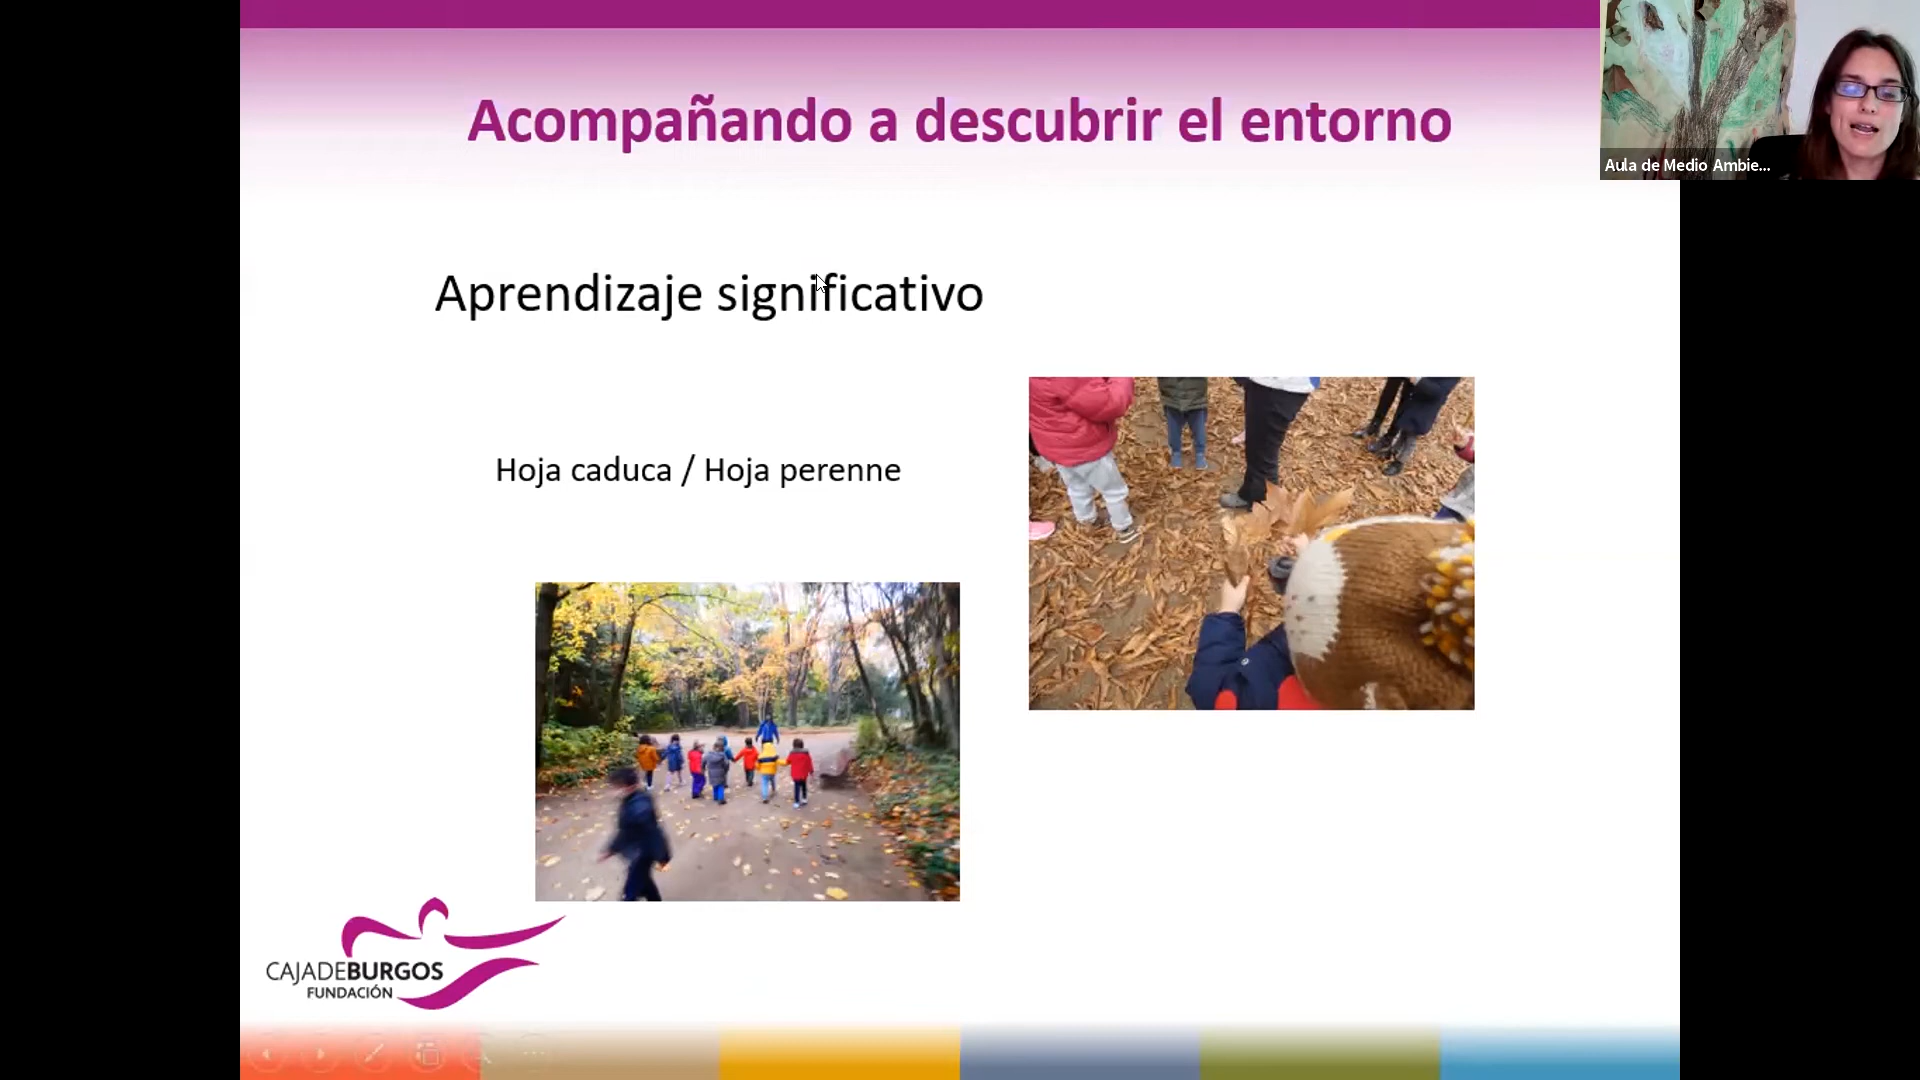 Acompañando a descubrir el entorno
Aula de Medio Ambie...
Aprendizaje significativo
Hoja caduca / Hoja perenne
CAJADEBURGOS
FUNDACIÓN